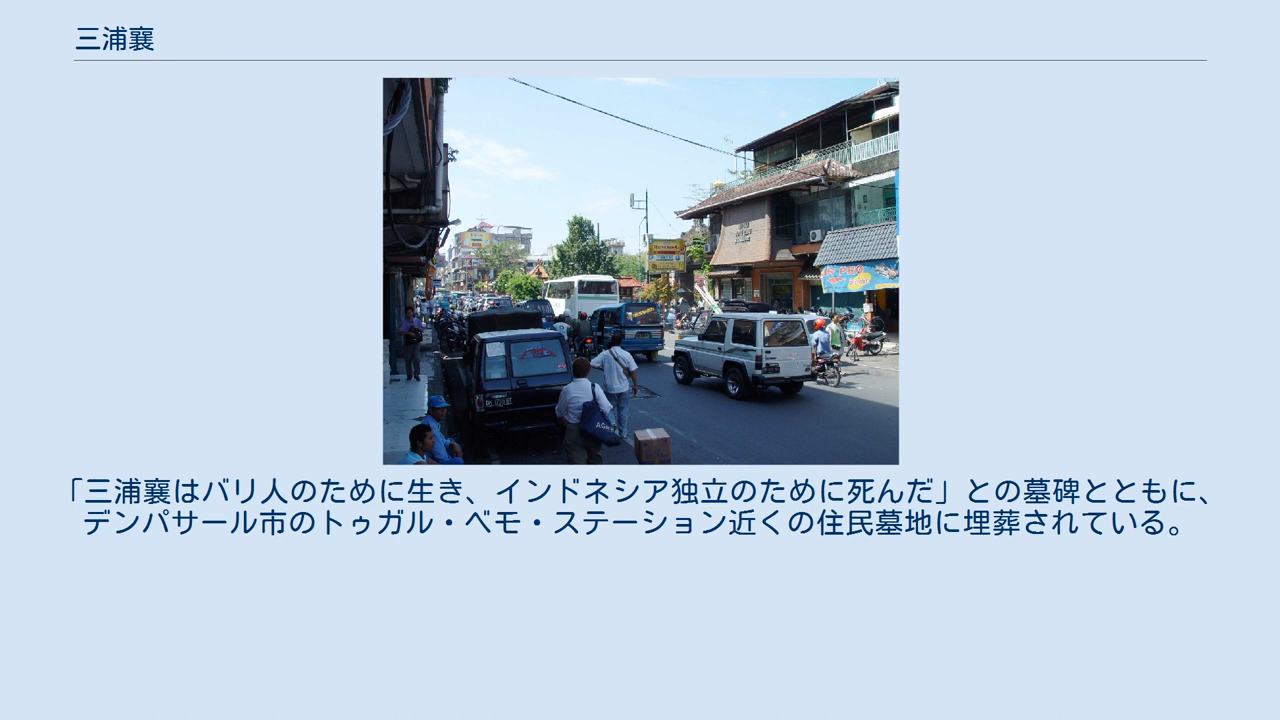 三浦襄
「三浦襄はバリ人のために生き、インドネシア独立のために死んだ」との墓碑とともに、
デンパサール市のトゥガル・ベモ・ステーション近くの住民墓地に埋葬されている。